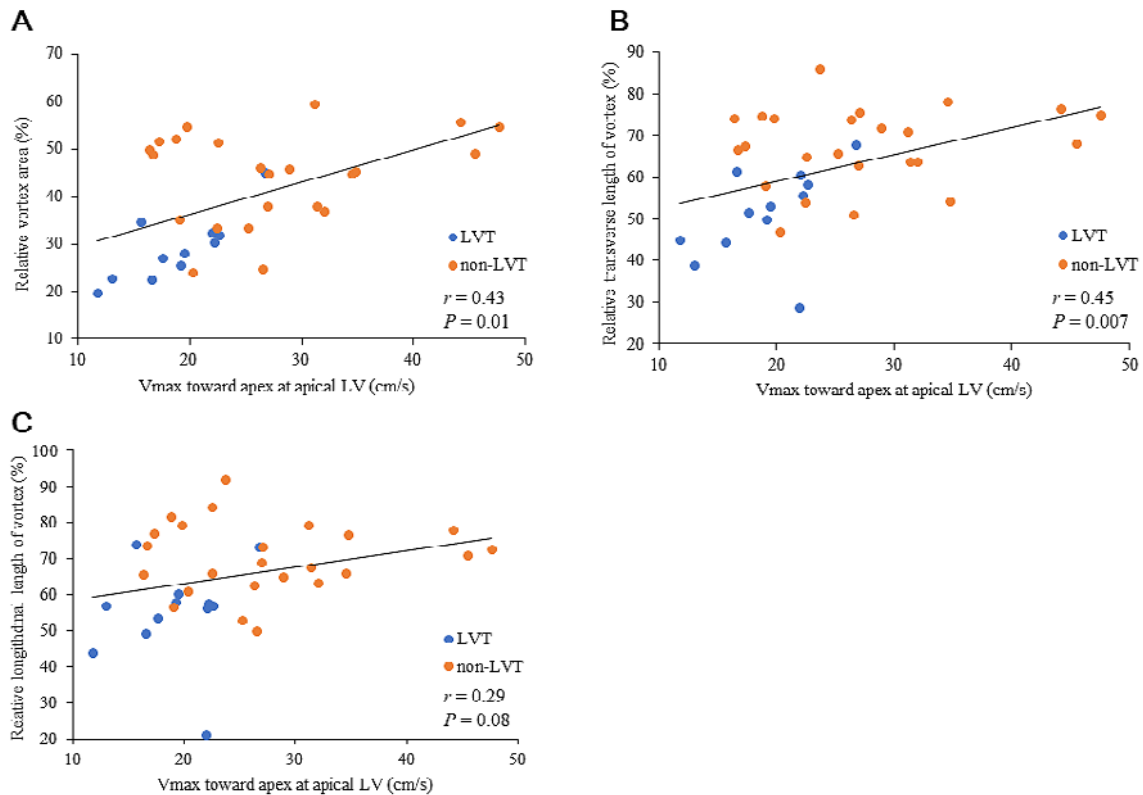 A
70
60
50
40
30
20
10
Relative vortex area (%)
LVT
non-LVT
r = 0.43
P = 0.01
10 20 30 40 50
Vmax toward apex at apical LV (cm/s)
B
90
80
70
60
50
40
30
20
Relative transverse length of vortex (%)
LVT
non-LVT
r = 0.45
P = 0.007
10 20 30 40 50
Vmax toward apex at apical LV (cm/s)
C
100
90
80
70
60
50
40
30
20
Relative longitudinal length of vortex (%)
LVT
non-LVT
r = 0.29
P = 0.08
10 20 30 40 50
Vmax toward apex at apical LV (cm/s)